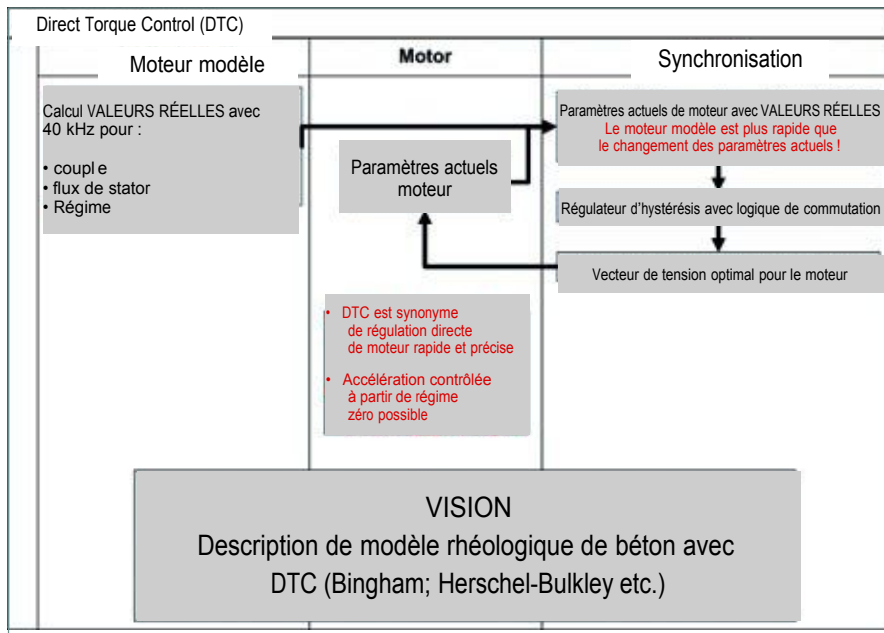 Direct Torque Control (DTC)
Moteur modèle
Motor
Synchronisation
Calcul VALEURS RÉELLES avec
40 kHz pour :
• coupl e
• flux de stator
• Régime
Paramètres actuels
moteur
Paramètres actuels de moteur avec VALEURS RÉELLES
Le moteur modèle est plus rapide que
le changement des paramètres actuels !
Régulateur d'hystérésis avec logique de commutation
Vecteur de tension optimal pour le moteur
• DTC est synonyme
de régulation directe
de moteur rapide et précise
• Accélération contrôlée
à partir de régime
zéro possible
VISION
Description de modèle rhéologique de béton avec
DTC (Bingham; Herschel-Bulkley etc.)